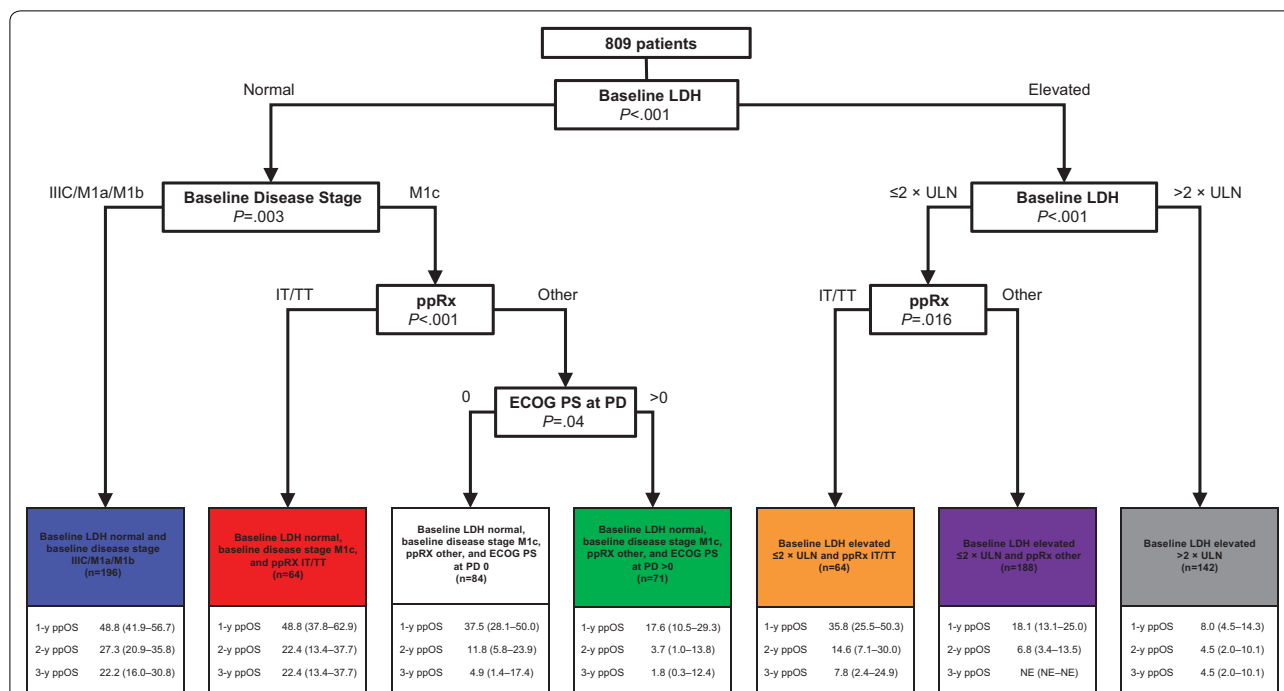 809 patients
Normal
Baseline LDH
P<.001
Elevated
IIIC/M1a/M1b
Baseline Disease Stage
P=.003
M1c
≤2 × ULN
Baseline LDH
P<.001
>2 × ULN
IT/TT
ppRx
P<.001
Other
IT/TT
ppRx
P=.016
Other
0
ECOG PS at PD
P=.04
>0
Baseline LDH normal and
baseline disease stage
IIIC/M1a/M1b
(n=196)
1-y ppOS 48.8 (41.9–56.7)
2-y ppOS 27.3 (20.9–35.8)
3-y ppOS 22.2 (16.0–30.8)
Baseline LDH normal,
baseline disease stage M1c,
and ppRX IT/TT
(n=64)
1-y ppOS 48.8 (37.8–62.9)
2-y ppOS 22.4 (13.4–37.7)
3-y ppOS 22.4 (13.4–37.7)
Baseline LDH normal,
baseline disease stage M1c,
ppRX other, and ECOG PS
at PD 0
(n=84)
1-y ppOS 37.5 (28.1–50.0)
2-y ppOS 11.8 (5.8–23.9)
3-y ppOS 4.9 (1.4–17.4)
Baseline LDH normal,
baseline disease stage M1c,
ppRX other, and ECOG PS
at PD >0
(n=71)
1-y ppOS 17.6 (10.5–29.3)
2-y ppOS 3.7 (1.0–13.8)
3-y ppOS 1.8 (0.3–12.4)
Baseline LDH elevated
≤2 × ULN and ppRx IT/TT
(n=64)
1-y ppOS 35.8 (25.5–50.3)
2-y ppOS 14.6 (7.1–30.0)
3-y ppOS 7.8 (2.4–24.9)
Baseline LDH elevated
≤2 × ULN and ppRx other
(n=188)
1-y ppOS 18.1 (13.1–25.0)
2-y ppOS 6.8 (3.4–13.5)
3-y ppOS NE (NE–NE)
Baseline LDH elevated
>2 × ULN
(n=142)
1-y ppOS 8.0 (4.5–14.3)
2-y ppOS 4.5 (2.0–10.1)
3-y ppOS 4.5 (2.0–10.1)